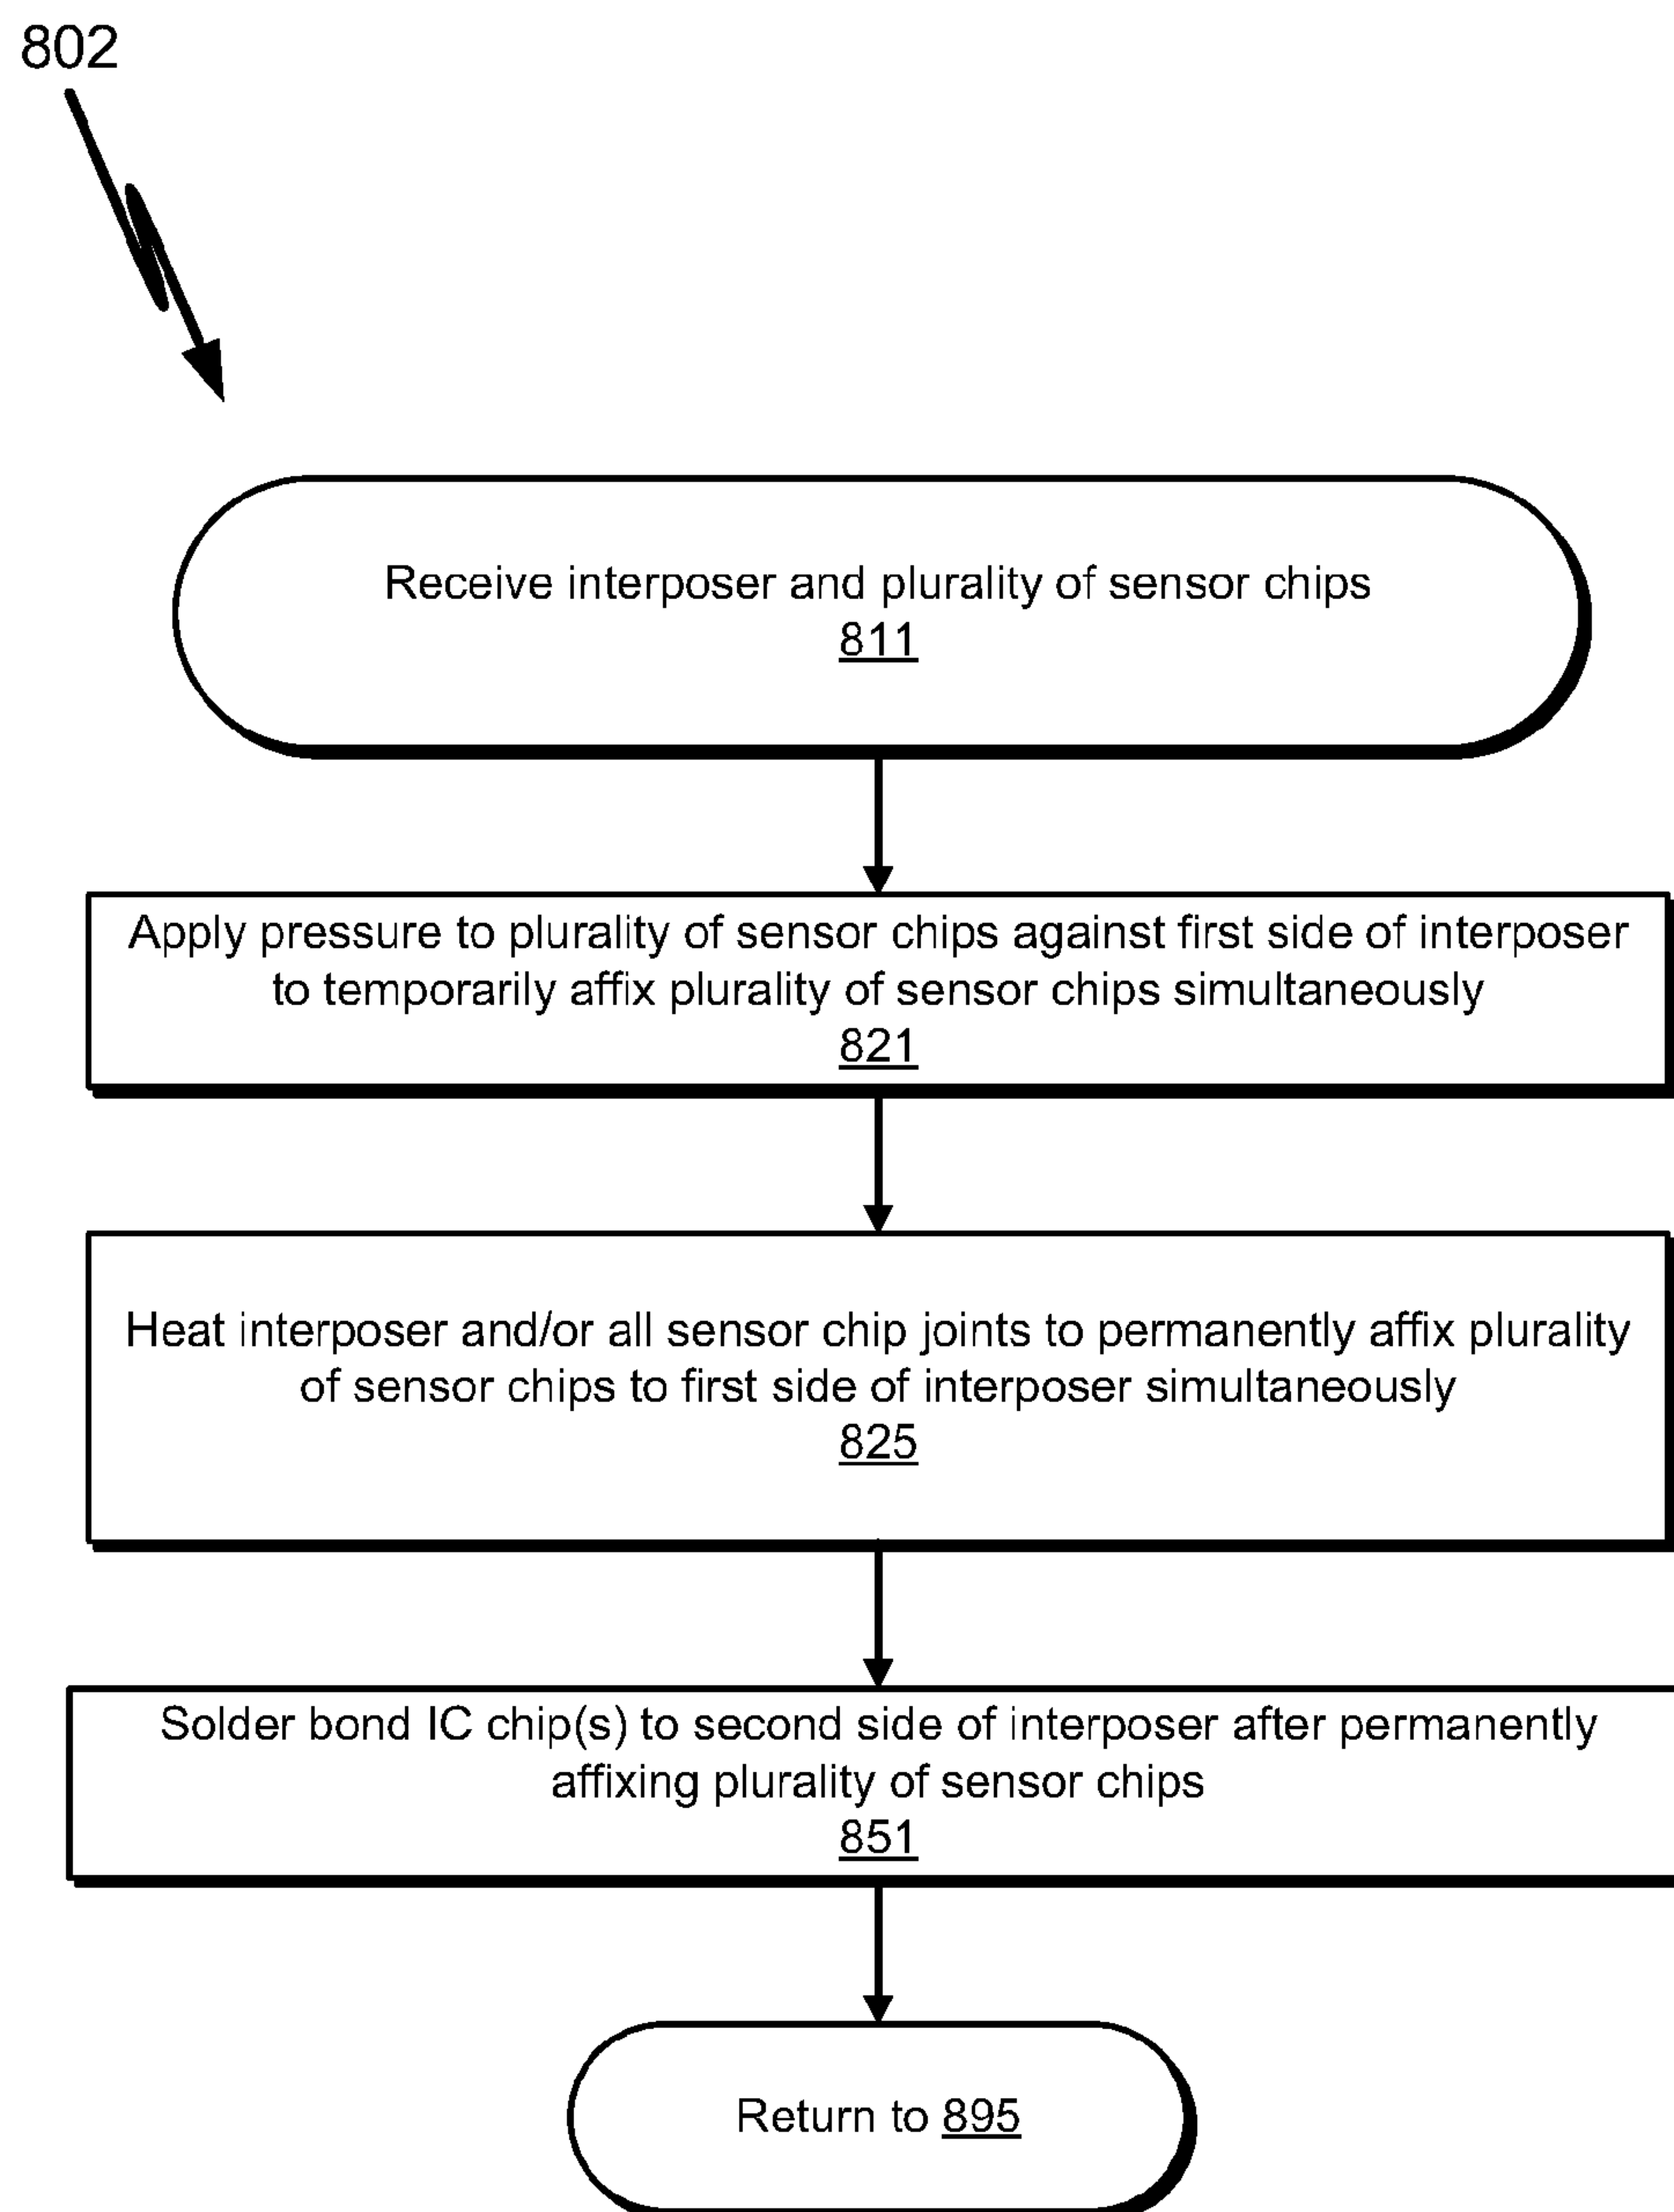 802
Receive interposer and plurality of sensor chips
811
Apply pressure to plurality of sensor chips against first side of interposer
to temporarily affix plurality of sensor chips simultaneously
821
Heat interposer and/or all sensor chip joints to permanently affix plurality
of sensor chips to first side of interposer simultaneously
825
Solder bond IC chip(s) to second side of interposer after permanently
affixing plurality of sensor chips
851
Return to 895